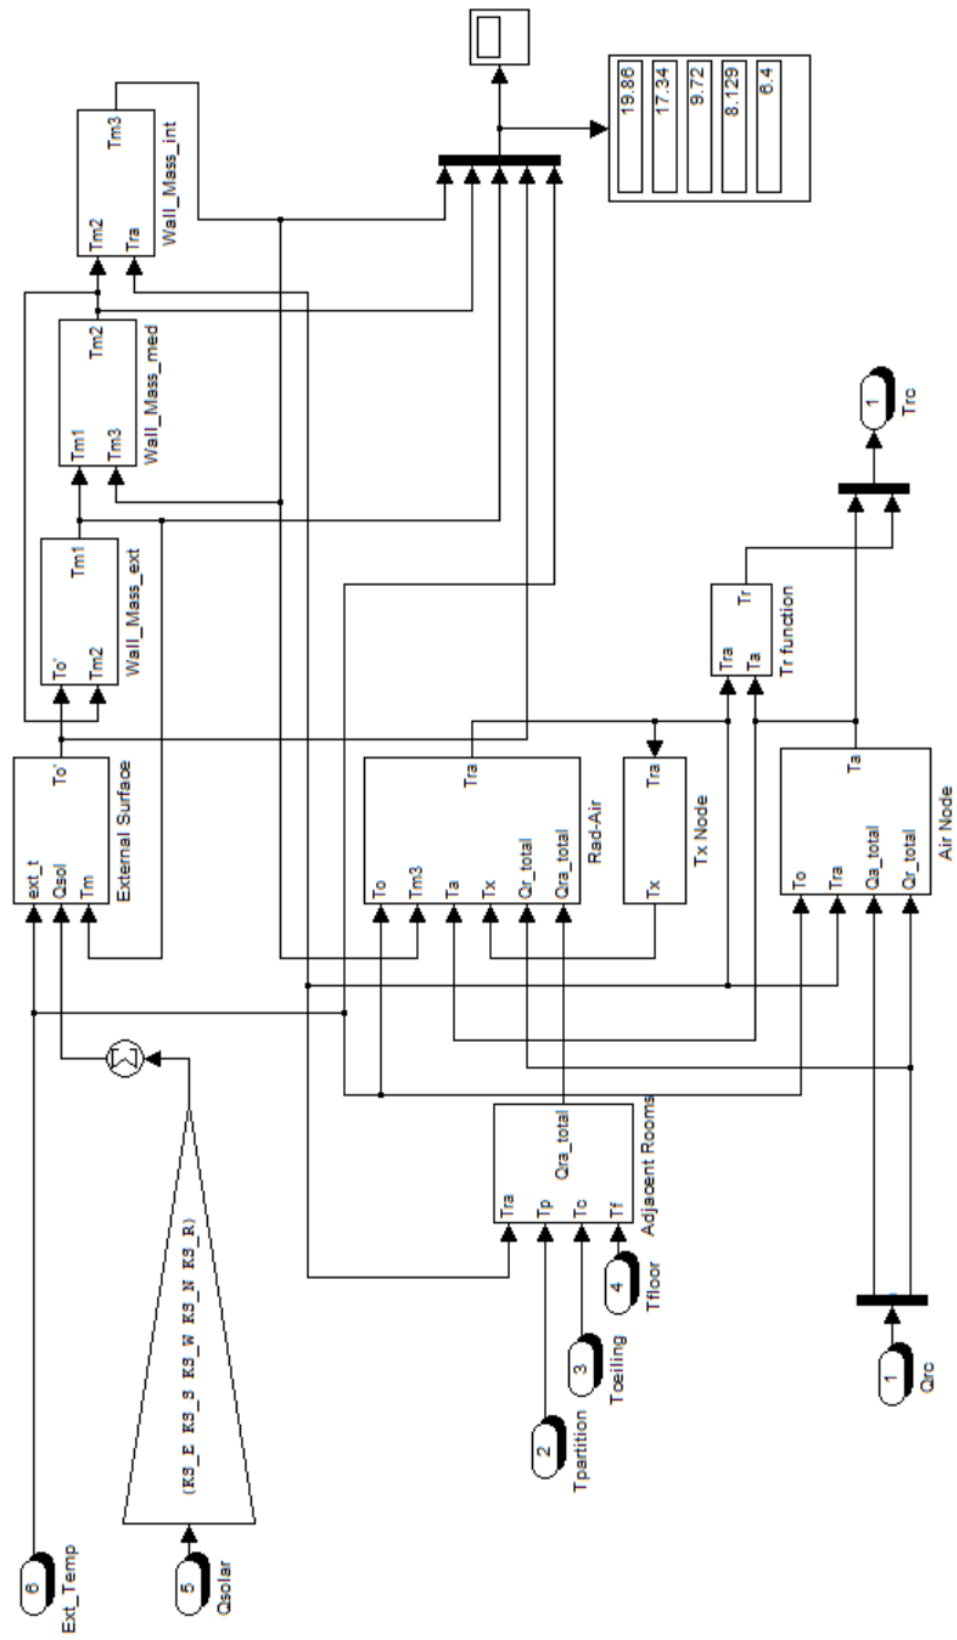 6
Ext_Temp
5
Qsolar
(KS_E KS_S KS_W KS_N KS_R)
Σ
ext_t
Qsol
Tm
To'
External Surface
To'
Tm2
Tm1
Wall_Mass_ext
Tm1
Tm3
Tm2
Wall_Mass_med
Tm2
Tra
Tm3
Wall_Mass_int
2
Tpartition
3
Tceiling
4
Tfloor
Tra
Tp
Tc
Tf
Qra_total
Adjacent Rooms
To
Tm3
Ta
Tx
Qr_total
Qra_total
Tra
Rad-Air
Tx
Tra
Tx Node
Tra
Ta
Tr
Tr function
1
Qrc
To
Tra
Qa_total
Qr_total
Ta
Air Node
1
Trc
19.86
17.34
9.72
8.129
6.4